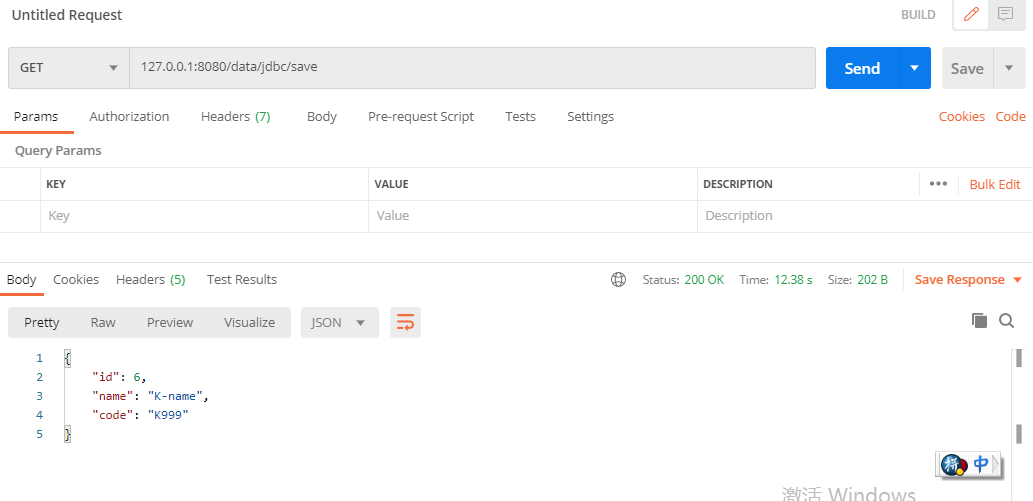 Untitled Request BUILD
GET 127.0.0.1:8080/data/jdbc/save Send Save
Params Authorization Headers (7) Body Pre-request Script Tests Settings Cookies Code
Query Params
KEY VALUE DESCRIPTION ••• Bulk Edit
Key Value Description
Body Cookies Headers (5) Test Results Status: 200 OK Time: 12.38 s Size: 202 B Save Response
Pretty Raw Preview Visualize JSON
1 {
2 "id": 6,
3 "name": "K-name",
4 "code": "K999"
5 }
拼 中
激活 Windows